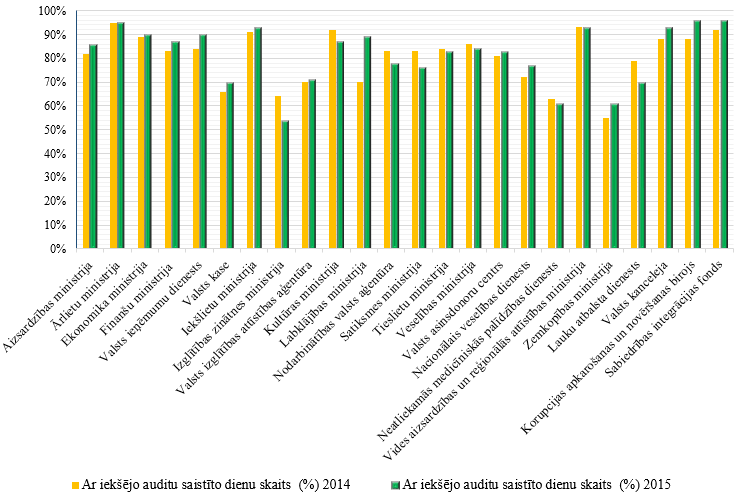 100%
90%
80%
70%
60%
50%
40%
30%
20%
10%
0%
Aizsardzības ministrija
Ārlietu ministrija
Ekonomika ministrija
Finanšu ministrija
Valsts ieņēmumu dienests
Valsts kase
Iekšlietu ministrija
Izglītības zinātnes ministrija
Valsts izglītības attīstības aģentūra
Kultūras ministrija
Labklājības ministrija
Nodarbinātības valsts aģentūra
Satiksmes ministrija
Tieslietu ministrija
Veselības ministrija
Valsts asinsdonoru centrs
Nacionālais veselības dienests
Neatliekamās medicīniskās palīdzības dienests
Vides aizsardzības un reģionālās attīstības ministrija
Zemkopības ministrija
Lauku atbalsta dienests
Valsts kanceleja
Korupcijas apkarošanas un novēršanas birojs
Sabiedrības integrācijas fonds
Ar iekšējo auditu saistīto dienu skaits (%) 2014
Ar iekšējo auditu saistīto dienu skaits (%) 2015